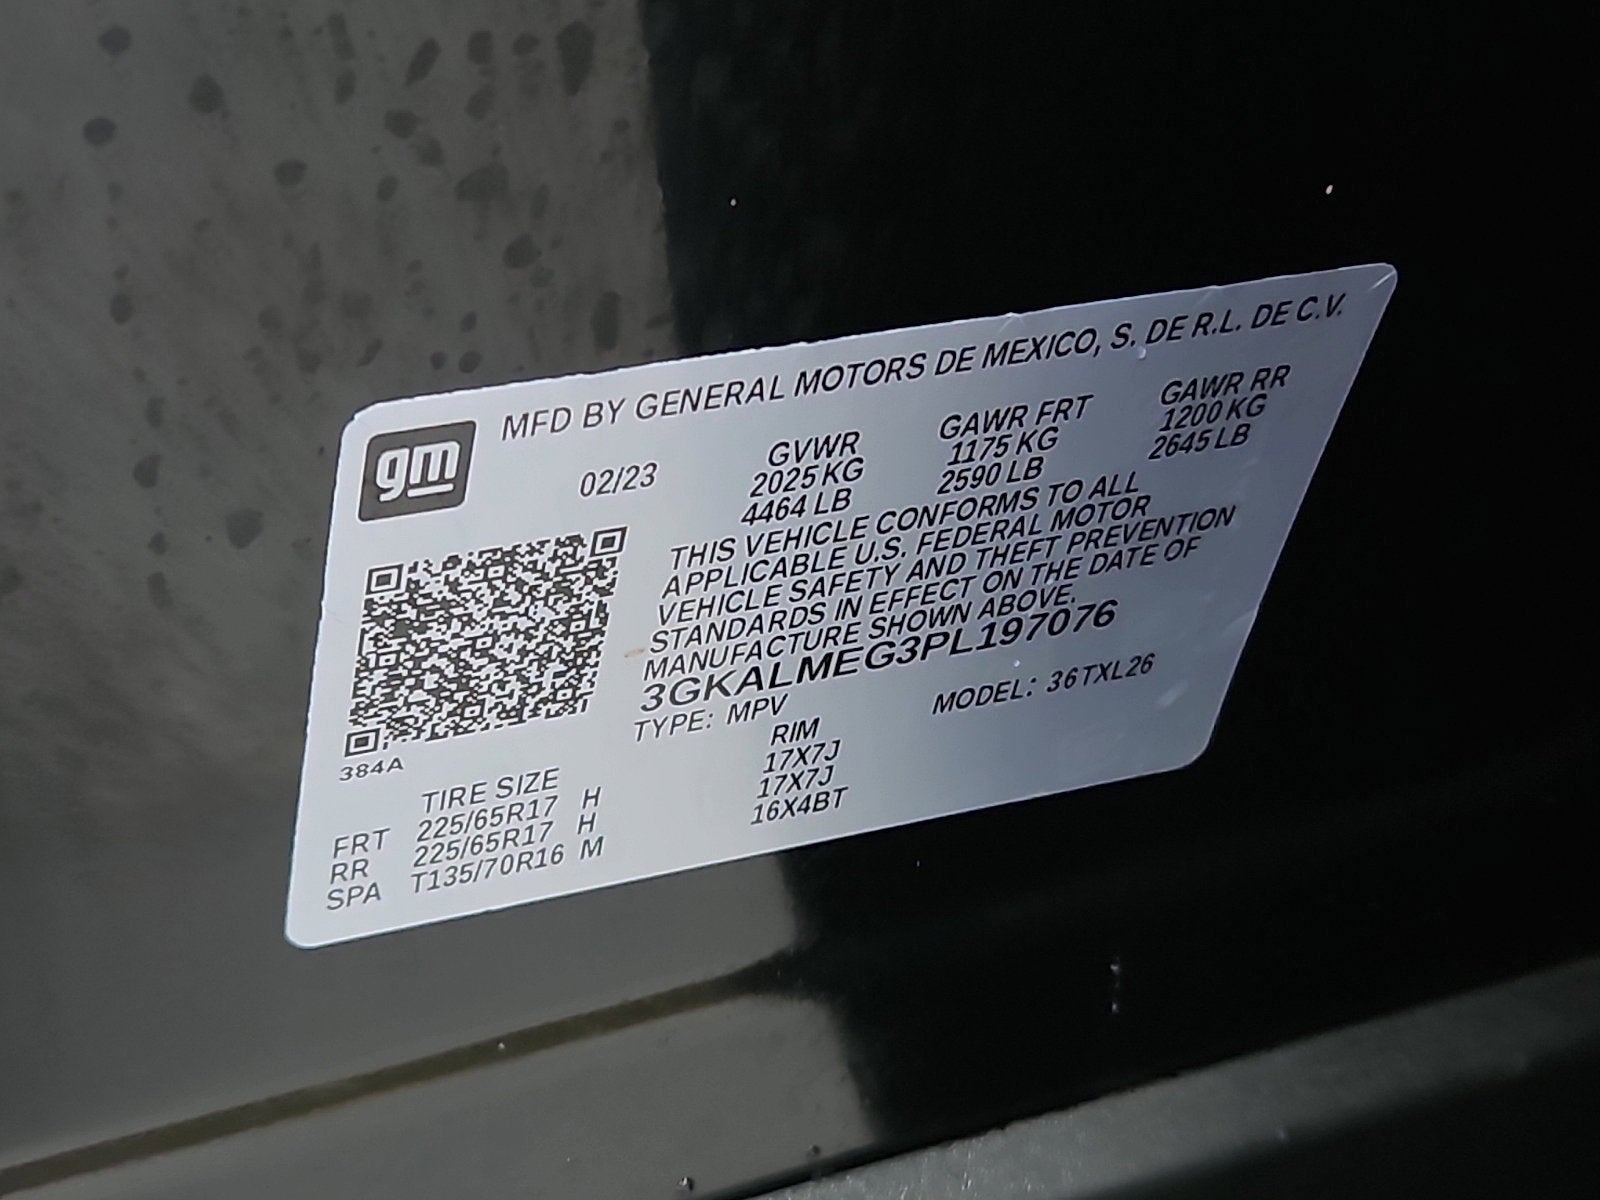 gm
MFD BY GENERAL MOTORS DE MEXICO, S. DE R.L. DE C.V.
02/23
GVWR GAWR FRT GAWR RR
2025 KG 1175 KG 1200 KG
4464 LB 2590 LB 2645 LB
THIS VEHICLE CONFORMS TO ALL
APPLICABLE U.S. FEDERAL MOTOR
VEHICLE SAFETY AND THEFT PREVENTION
STANDARDS IN EFFECT ON THE DATE OF
MANUFACTURE SHOWN ABOVE.
3GKALMEG3PL197076
TYPE: MPV MODEL: 36TXL26
384A
TIRE SIZE RIM
FRT 225/65R17 H 17X7J
RR 225/65R17 H 17X7J
SPA T135/70R16 M 16X4BT